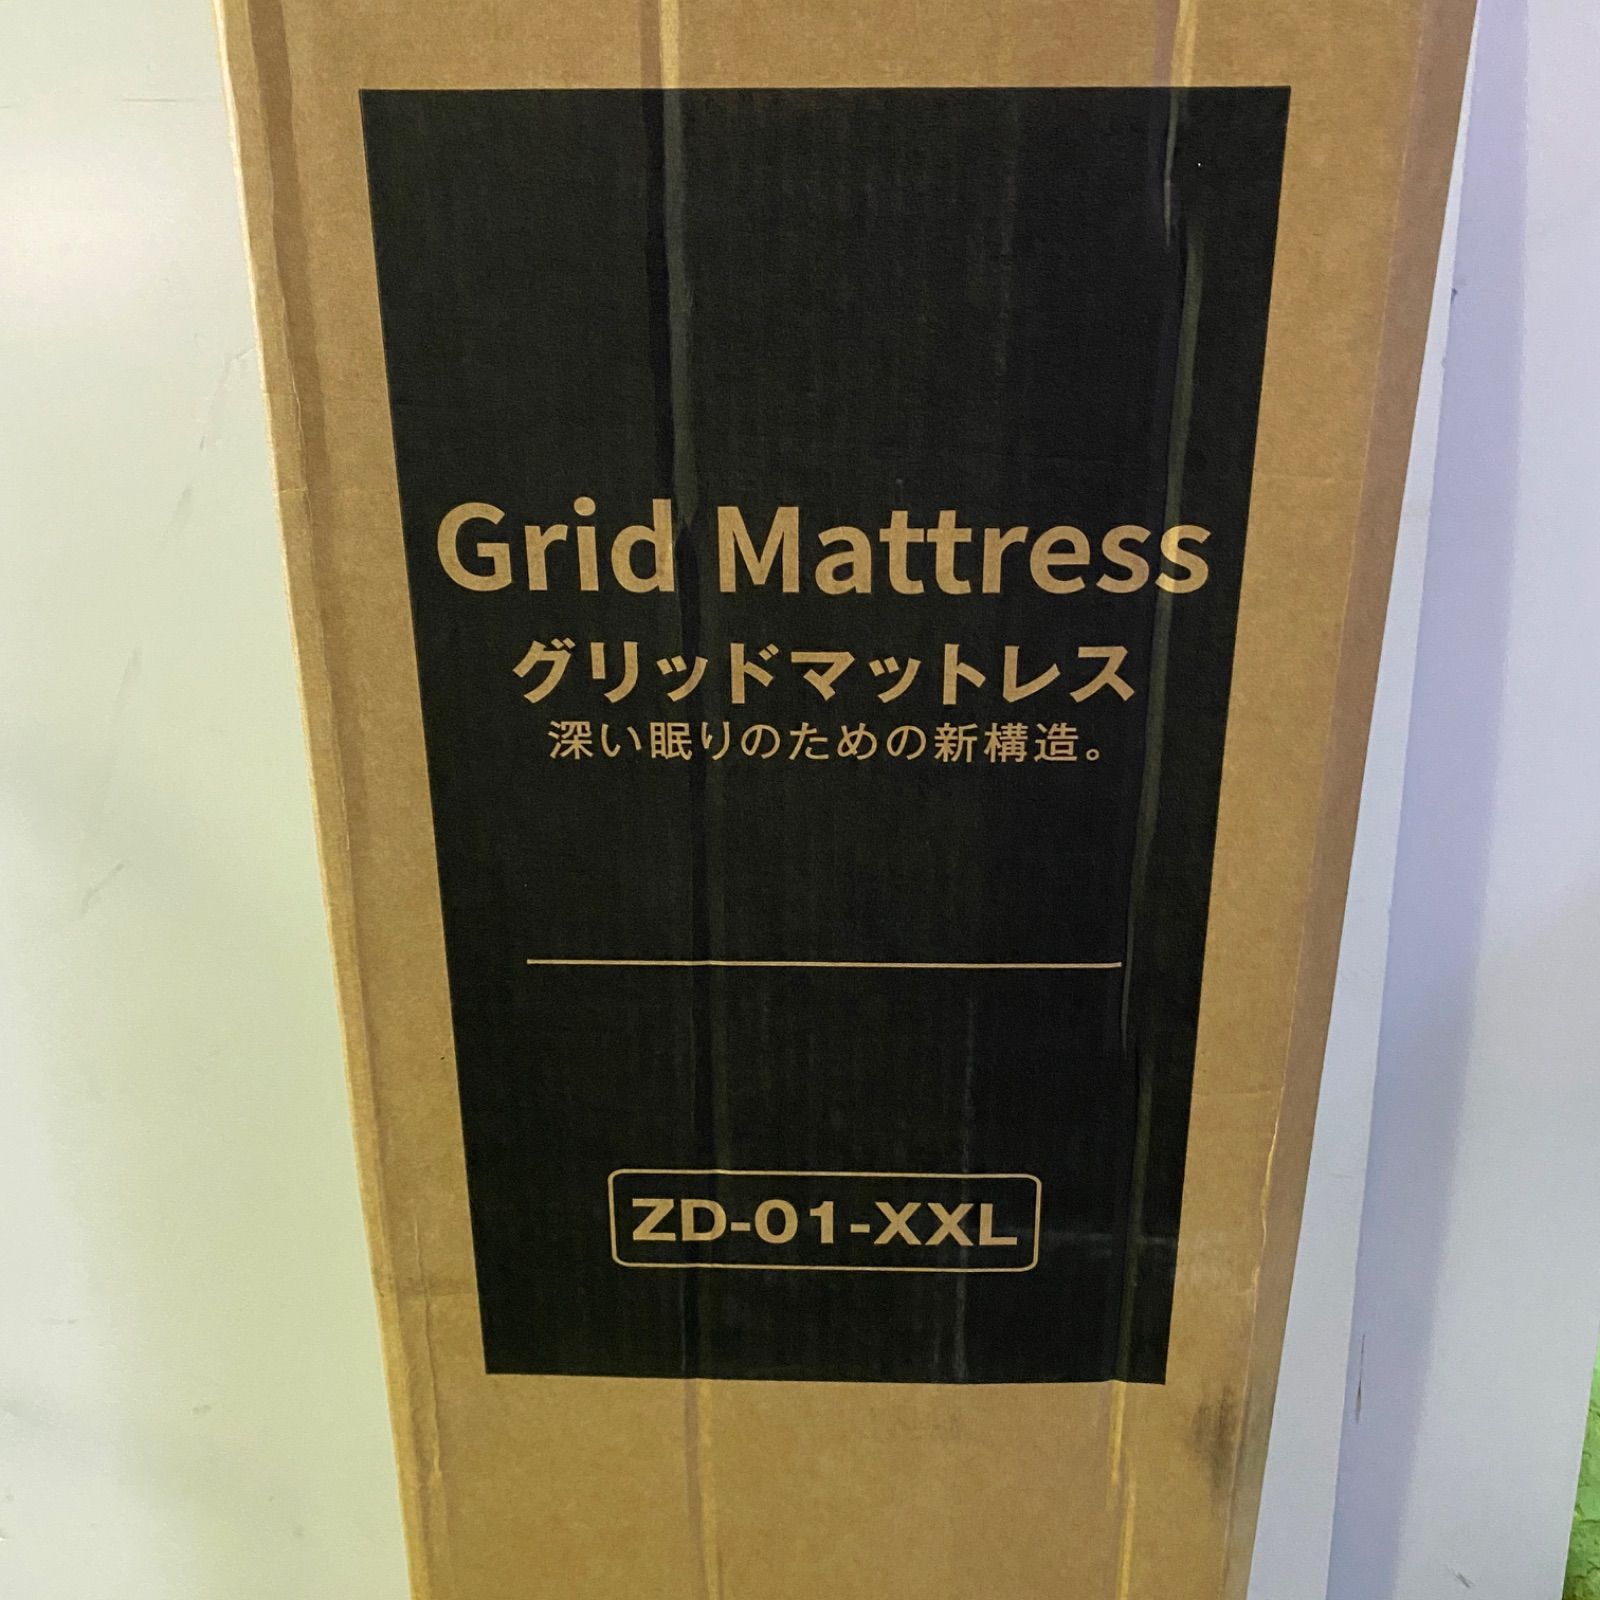 Grid Mattress
グリッドマットレス
深い眠りのための新構造。
ZD-01-XXL